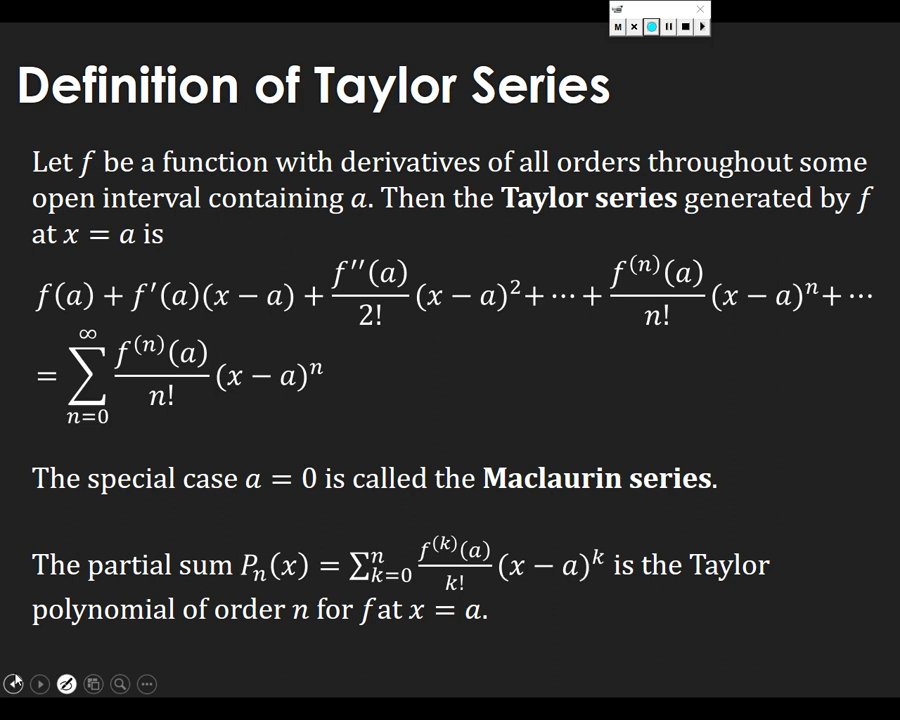 M
Definition of Taylor Series
Let f be a function with derivatives of all orders throughout some
open interval containing a. Then the Taylor series generated by f
at x = a is
f(a) + f′(a)(x − a) + f′′(a)/2! (x − a)² + ⋯ + f⁽ⁿ⁾(a)/n! (x − a)ⁿ + ⋯
= ∑_{n=0}^{∞} f⁽ⁿ⁾(a)/n! (x − a)ⁿ
The special case a = 0 is called the Maclaurin series.
The partial sum Pₙ(x) = ∑_{k=0}^{n} f⁽ᵏ⁾(a)/k! (x − a)ᵏ is the Taylor
polynomial of order n for f at x = a.